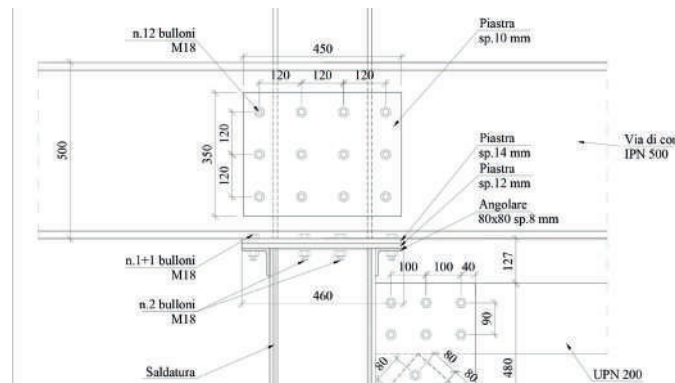 n.12 bulloni
M18
450
Piastra
sp.10 mm
120
120
120
500
350
120
120
Piastra
sp.14 mm
Piastra
sp.12 mm
Angolare
80x80 sp.8 mm
Via di
IPN 500
n.1+1 bulloni
M18
100
100
40
127
n.2 bulloni
M18
460
90
Saldatura
80
80
80
480
UPN 200